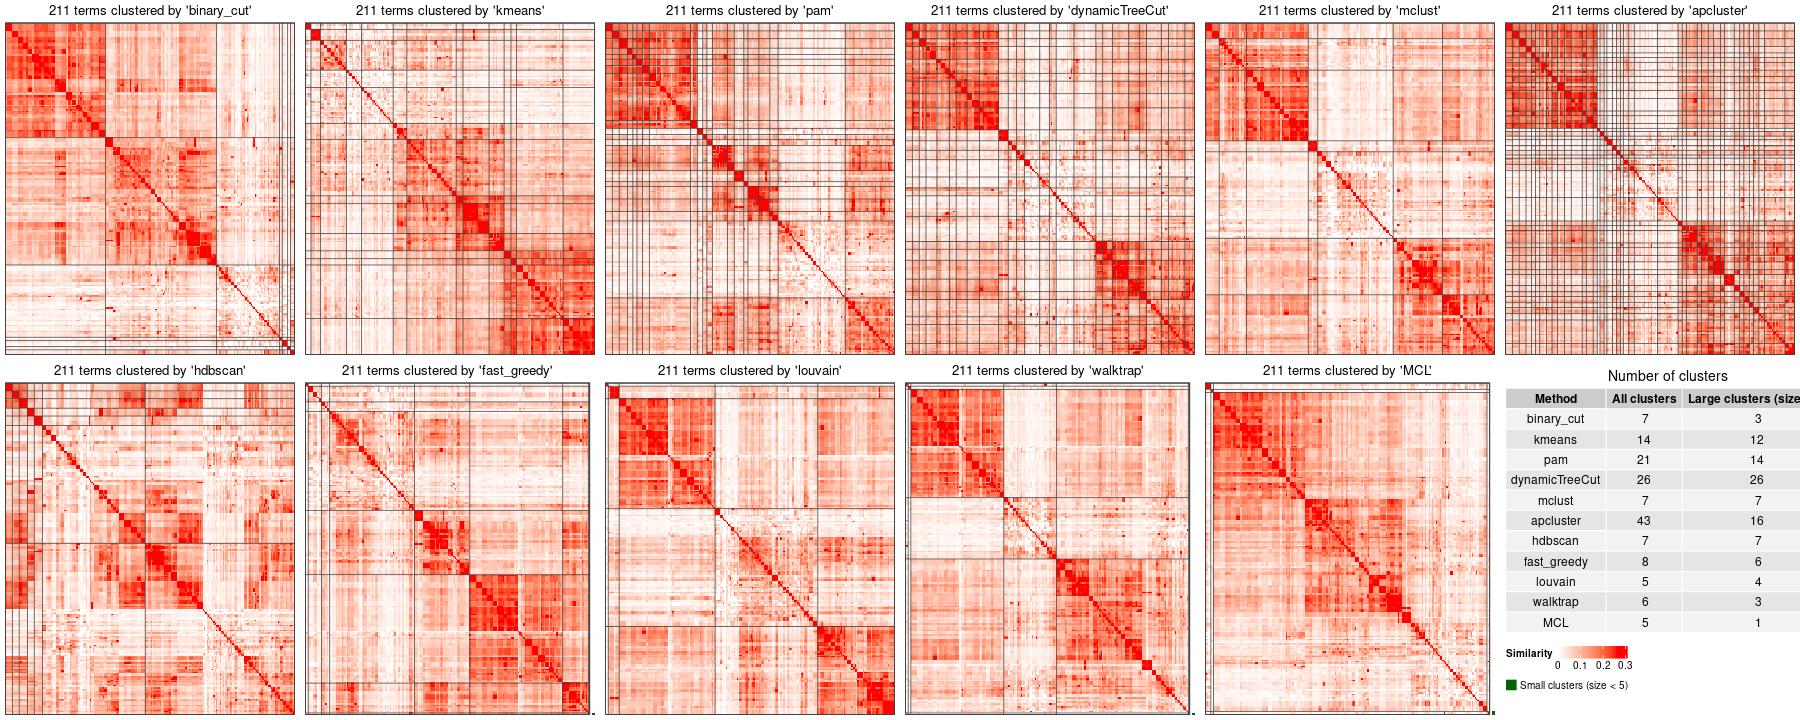 211 terms clustered by 'binary_cut'
211 terms clustered by 'kmeans'
211 terms clustered by 'pam'
211 terms clustered by 'dynamicTreeCut'
211 terms clustered by 'mclust'
211 terms clustered by 'apcluster'
211 terms clustered by 'hdbscan'
211 terms clustered by 'fast_greedy'
211 terms clustered by 'louvain'
211 terms clustered by 'walktrap'
211 terms clustered by 'MCL'
Number of clusters
Method All clusters Large clusters (size
binary_cut 7 3
kmeans 14 12
pam 21 14
dynamicTreeCut 26 26
mclust 7 7
apcluster 43 16
hdbscan 7 7
fast_greedy 8 6
louvain 5 4
walktrap 6 3
MCL 5 1
Similarity
0 0.1 0.2 0.3
Small clusters (size < 5)